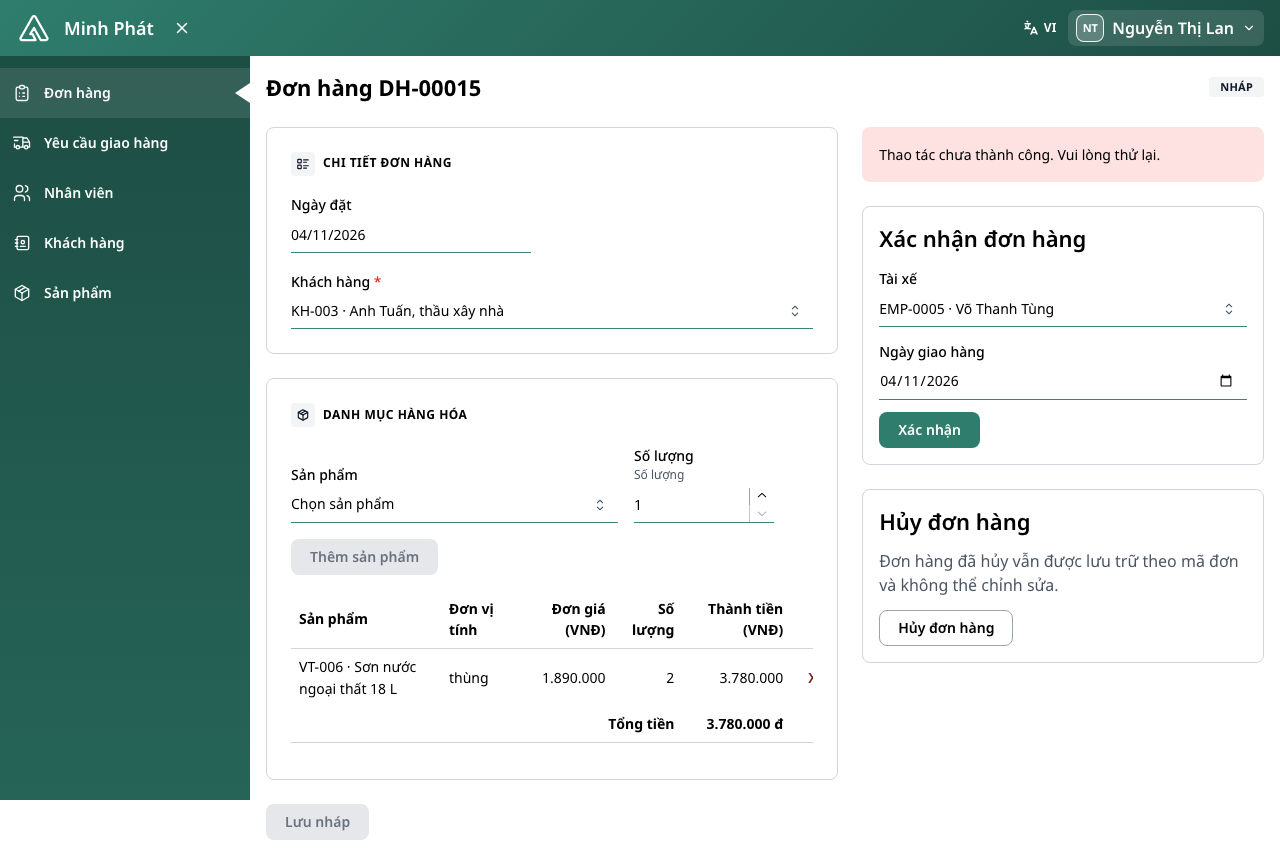 Minh Phát
VI
NT
Nguyễn Thị Lan
Đơn hàng
Yêu cầu giao hàng
Nhân viên
Khách hàng
Sản phẩm
Đơn hàng DH-00015
NHÁP
CHI TIẾT ĐƠN HÀNG
Ngày đặt
04/11/2026
Khách hàng *
KH-003 · Anh Tuấn, thầu xây nhà
DANH MỤC HÀNG HÓA
Sản phẩm
Chọn sản phẩm
Số lượng
Số lượng
1
Thêm sản phẩm
Sản phẩm
Đơn vị
tính
Đơn giá
(VNĐ)
Số
lượng
Thành tiền
(VNĐ)
VT-006 · Sơn nước
ngoại thất 18 L
thùng
1.890.000
2
3.780.000
Tổng tiền
3.780.000 đ
Lưu nháp
Thao tác chưa thành công. Vui lòng thử lại.
Xác nhận đơn hàng
Tài xế
EMP-0005 · Võ Thanh Tùng
Ngày giao hàng
04/11/2026
Xác nhận
Hủy đơn hàng
Đơn hàng đã hủy vẫn được lưu trữ theo mã đơn
và không thể chỉnh sửa.
Hủy đơn hàng